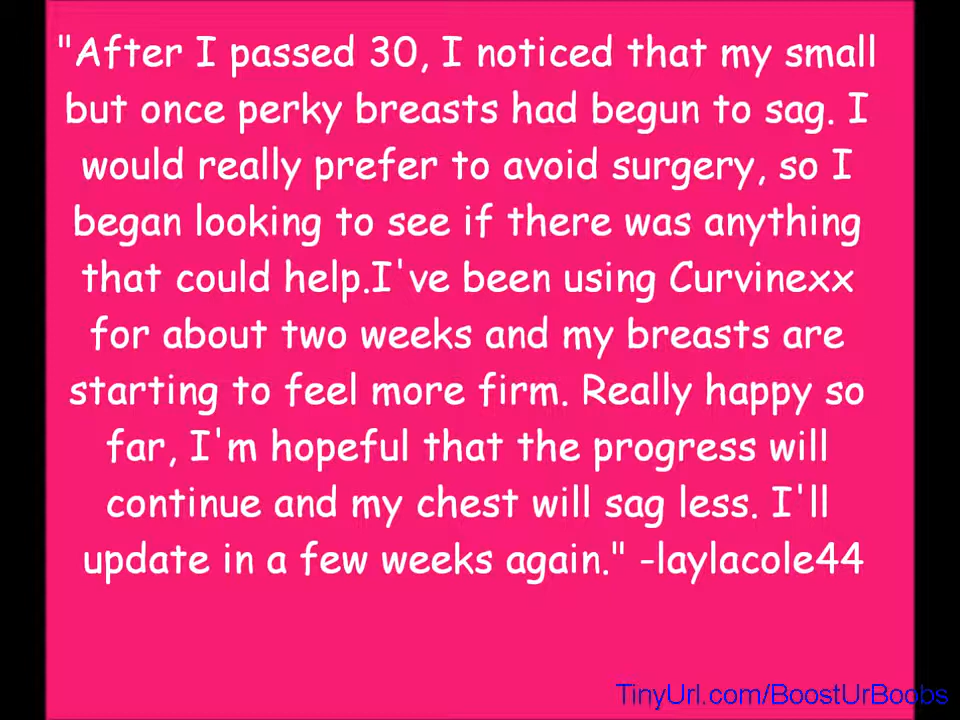 "After I passed 30, I noticed that my small
but once perky breasts had begun to sag. I
would really prefer to avoid surgery, so I
began looking to see if there was anything
that could help.I've been using Curvinexx
for about two weeks and my breasts are
starting to feel more firm. Really happy so
far, I'm hopeful that the progress will
continue and my chest will sag less. I'll
update in a few weeks again." -laylacole44
TinyUrl.com/BoostUrBoobs